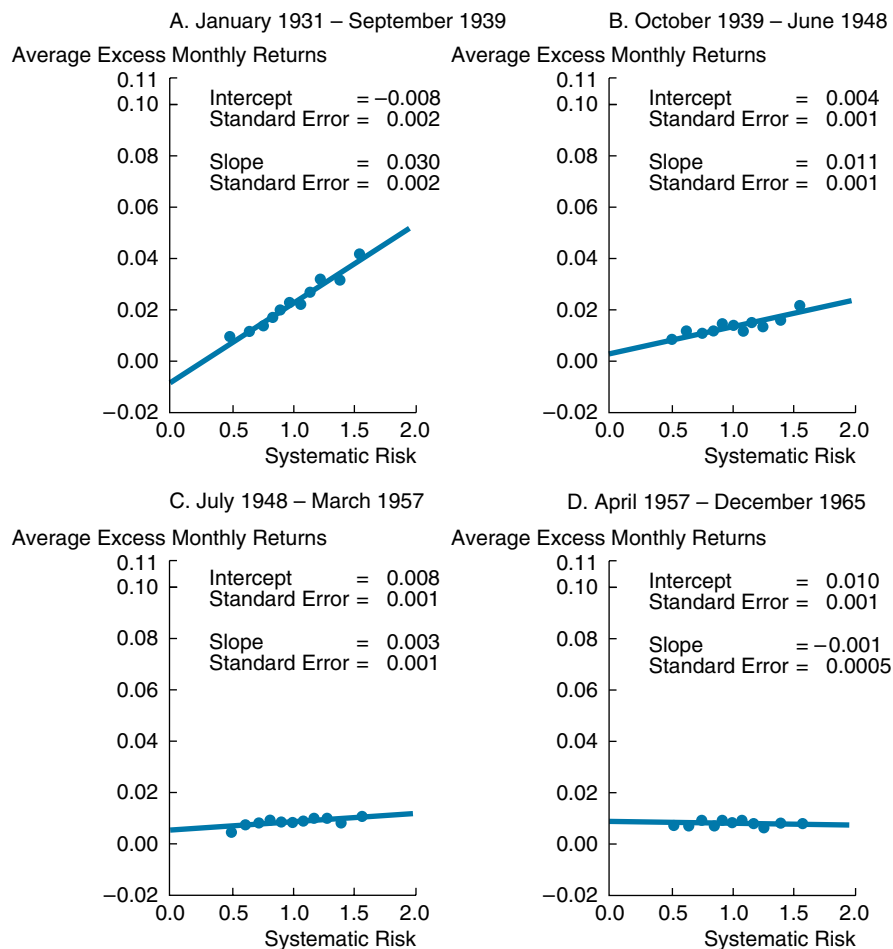 A. January 1931 – September 1939
Average Excess Monthly Returns
0.11
0.10
0.08
0.06
0.04
0.02
0.00
−0.02
Intercept = −0.008
Standard Error = 0.002
Slope = 0.030
Standard Error = 0.002
0.0 0.5 1.0 1.5 2.0
Systematic Risk
B. October 1939 – June 1948
Average Excess Monthly Returns
0.11
0.10
0.08
0.06
0.04
0.02
0.00
−0.02
Intercept = 0.004
Standard Error = 0.001
Slope = 0.011
Standard Error = 0.001
0.0 0.5 1.0 1.5 2.0
Systematic Risk
C. July 1948 – March 1957
Average Excess Monthly Returns
0.11
0.10
0.08
0.06
0.04
0.02
0.00
−0.02
Intercept = 0.008
Standard Error = 0.001
Slope = 0.003
Standard Error = 0.001
0.0 0.5 1.0 1.5 2.0
Systematic Risk
D. April 1957 – December 1965
Average Excess Monthly Returns
0.11
0.10
0.08
0.06
0.04
0.02
0.00
−0.02
Intercept = 0.010
Standard Error = 0.001
Slope = −0.001
Standard Error = 0.0005
0.0 0.5 1.0 1.5 2.0
Systematic Risk